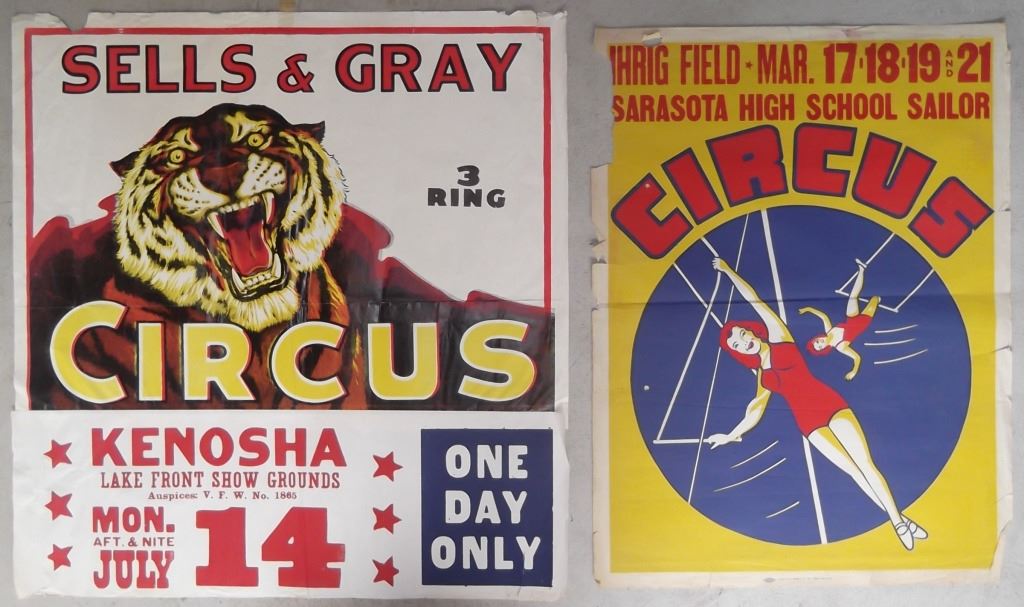 SELLS & GRAY
3
RING
CIRCUS
KENOSHA
LAKE FRONT SHOW GROUNDS
Auspices: V. F. W. No. 1865
MON.
AFT. & NITE
JULY
14
ONE
DAY
ONLY
IHRIG FIELD ★ MAR. 17·18·19 AND 21
SARASOTA HIGH SCHOOL SAILOR
CIRCUS